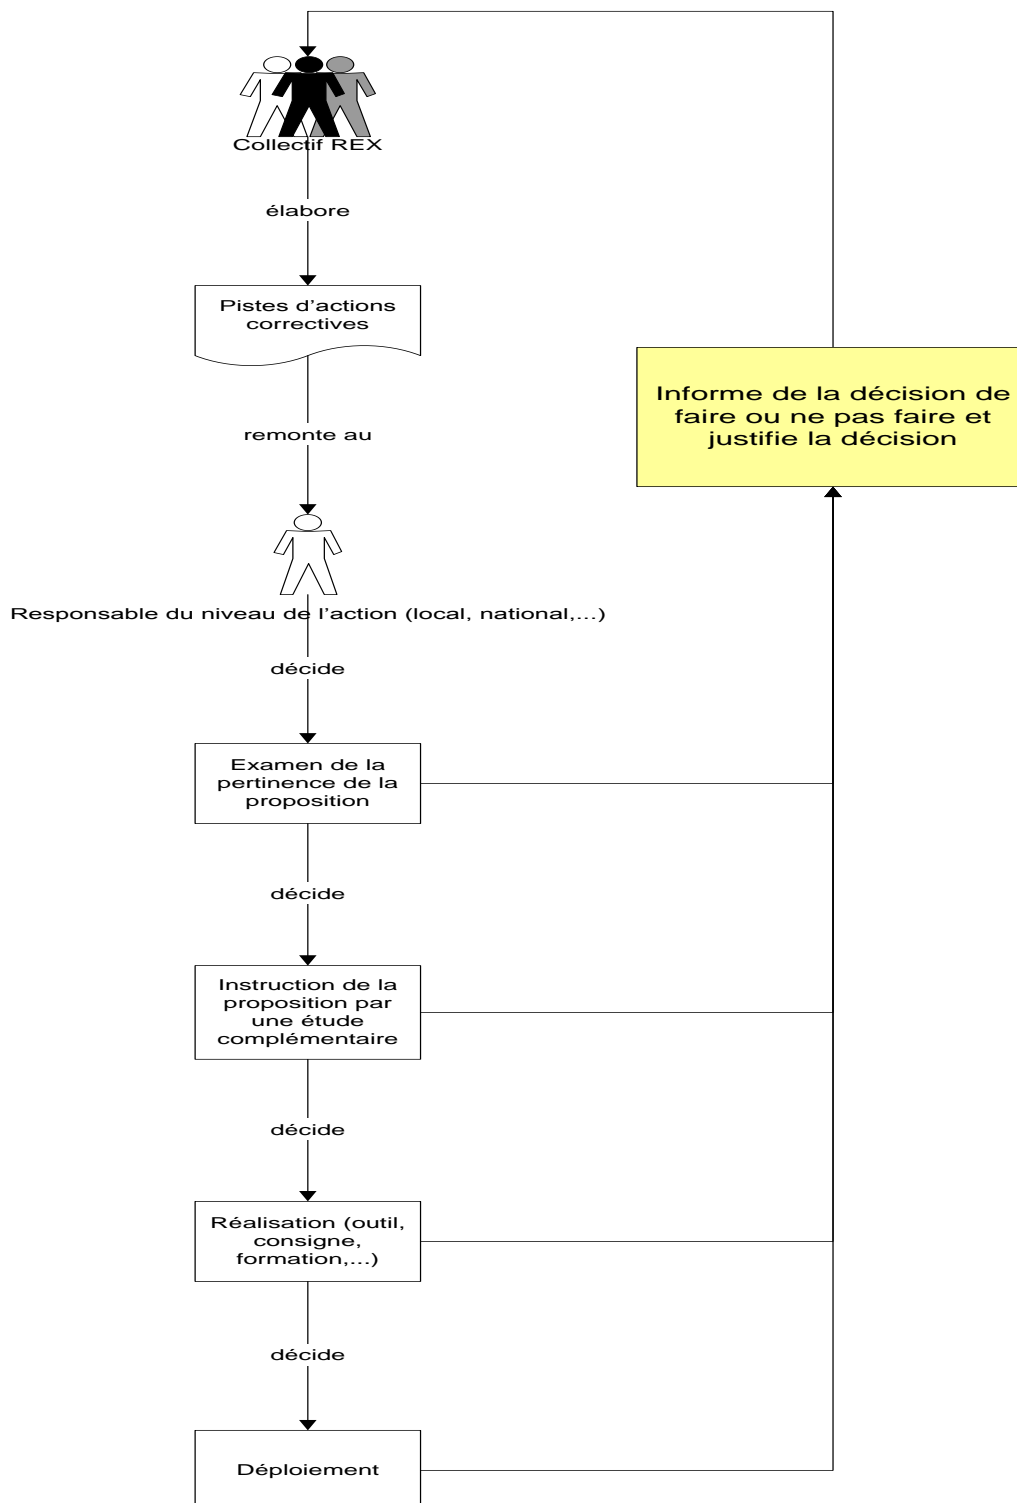 Collectif REX
élabore
Pistes d'actions
correctives
remonte au
Responsable du niveau de l'action (local, national,...)
décide
Examen de la
pertinence de la
proposition
décide
Instruction de la
proposition par
une étude
complémentaire
décide
Réalisation (outil,
consigne,
formation,...)
décide
Déploiement
Informe de la décision de
faire ou ne pas faire et
justifie la décision